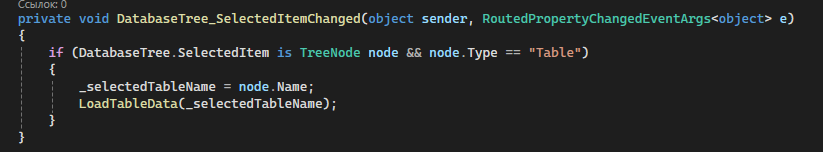 Ссылок: 0
private void DatabaseTree_SelectedItemChanged(object sender, RoutedPropertyChangedEventArgs<object> e)
{
if (DatabaseTree.SelectedItem is TreeNode node && node.Type == "Table")
{
_selectedTableName = node.Name;
LoadTableData(_selectedTableName);
}
}